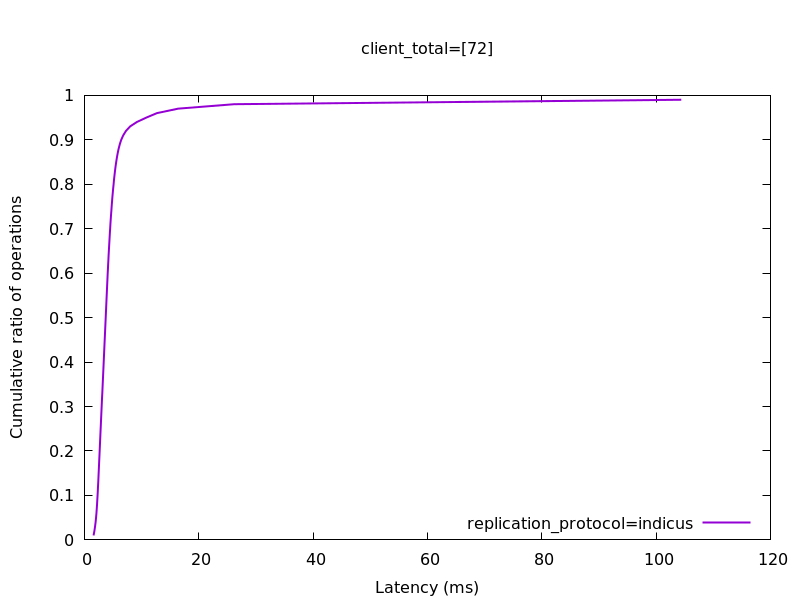 client_total=[72]
1
0.9
0.8
0.7
0.6
0.5
0.4
0.3
0.2
0.1
0
Cumulative ratio of operations
replication_protocol=indicus
0 20 40 60 80 100 120
Latency (ms)